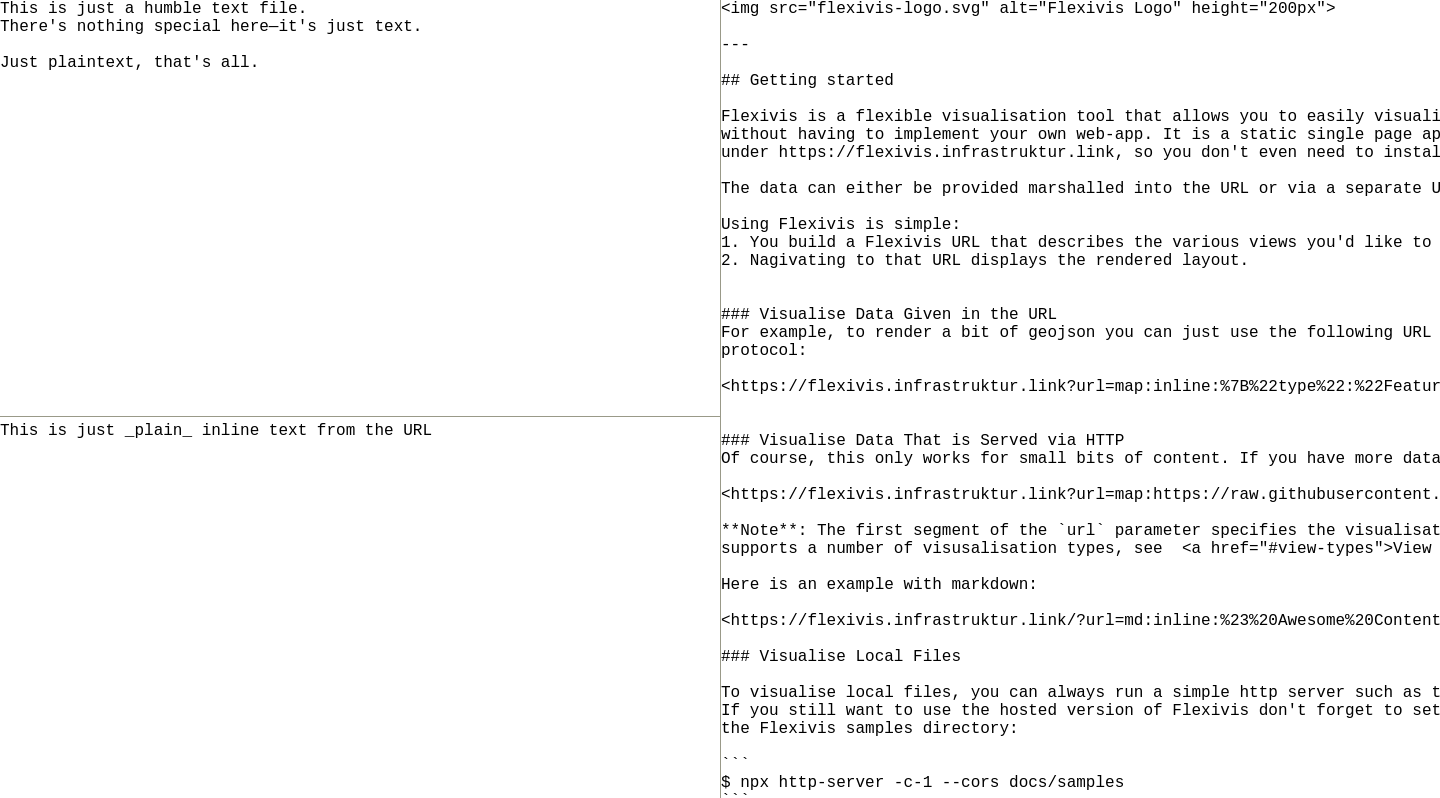 This is just a humble text file.
There's nothing special here—it's just text.
Just plaintext, that's all.
This is just _plain_ inline text from the URL
<img src="flexivis-logo.svg" alt="Flexivis Logo" height="200px">
---
## Getting started
Flexivis is a flexible visualisation tool that allows you to easily visuali
without having to implement your own web-app. It is a static single page ap
under https://flexivis.infrastruktur.link, so you don't even need to instal
The data can either be provided marshalled into the URL or via a separate U
Using Flexivis is simple:
1. You build a Flexivis URL that describes the various views you'd like to
2. Nagivating to that URL displays the rendered layout.
### Visualise Data Given in the URL
For example, to render a bit of geojson you can just use the following URL
protocol:
<https://flexivis.infrastruktur.link?url=map:inline:%7B%22type%22:%22Featur
### Visualise Data That is Served via HTTP
Of course, this only works for small bits of content. If you have more data
<https://flexivis.infrastruktur.link?url=map:https://raw.githubusercontent.
**Note**: The first segment of the `url` parameter specifies the visualisat
supports a number of visusalisation types, see  <a href="#view-types">View
Here is an example with markdown:
<https://flexivis.infrastruktur.link/?url=md:inline:%23%20Awesome%20Content
### Visualise Local Files
To visualise local files, you can always run a simple http server such as t
If you still want to use the hosted version of Flexivis don't forget to set
the Flexivis samples directory:
```
$ npx http-server -c-1 --cors docs/samples
```